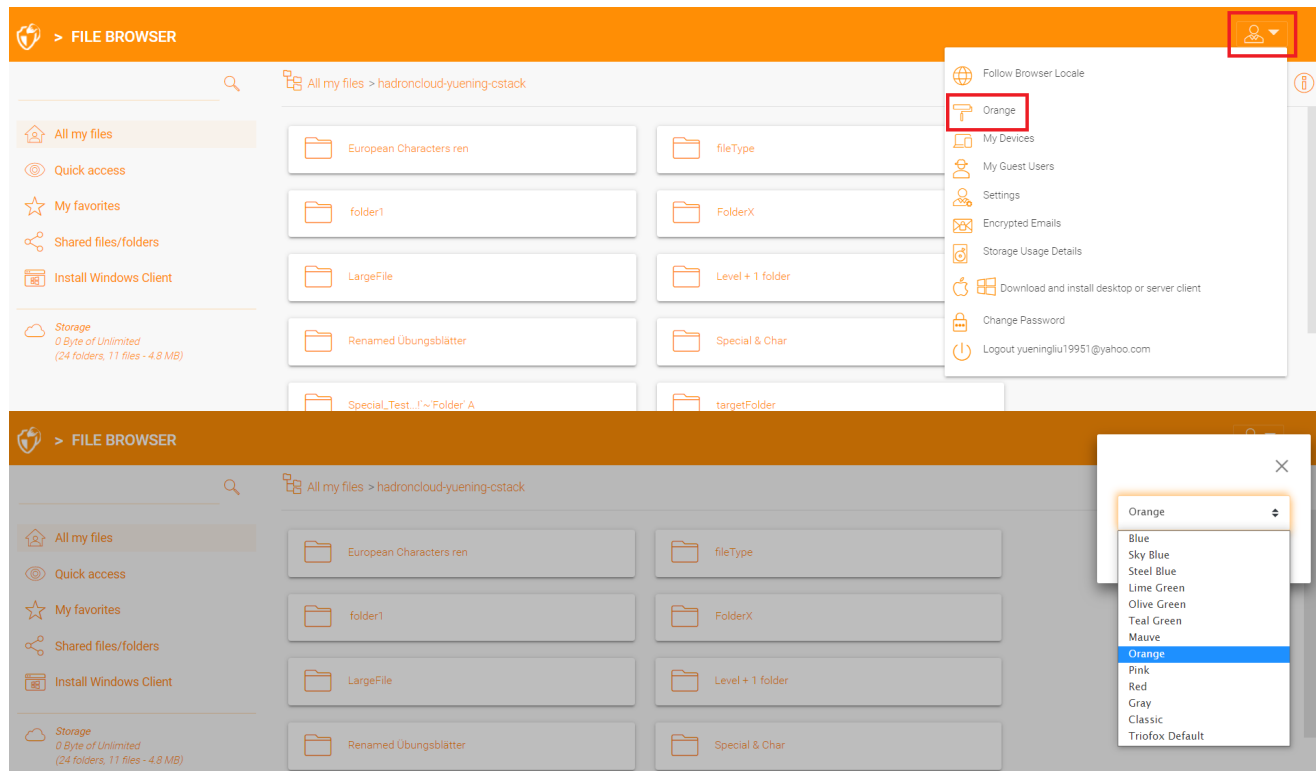 > FILE BROWSER
All my files > hadroncloud-yuening-cstack
All my files
Quick access
My favorites
Shared files/folders
Install Windows Client
Storage
0 Byte of Unlimited
(24 folders, 11 files - 4.8 MB)
European Characters ren
fileType
folder1
FolderX
LargeFile
Level + 1 folder
Renamed Übungsblätter
Special & Char
Special_Test...!`~'Folder' A
targetFolder
Follow Browser Locale
Orange
My Devices
My Guest Users
Settings
Encrypted Emails
Storage Usage Details
Download and install desktop or server client
Change Password
Logout yueningliu19951@yahoo.com
> FILE BROWSER
All my files > hadroncloud-yuening-cstack
All my files
Quick access
My favorites
Shared files/folders
Install Windows Client
Storage
0 Byte of Unlimited
(24 folders, 11 files - 4.8 MB)
European Characters ren
fileType
folder1
FolderX
LargeFile
Level + 1 folder
Renamed Übungsblätter
Special & Char
Orange
Blue
Sky Blue
Steel Blue
Lime Green
Olive Green
Teal Green
Mauve
Orange
Pink
Red
Gray
Classic
Triofox Default